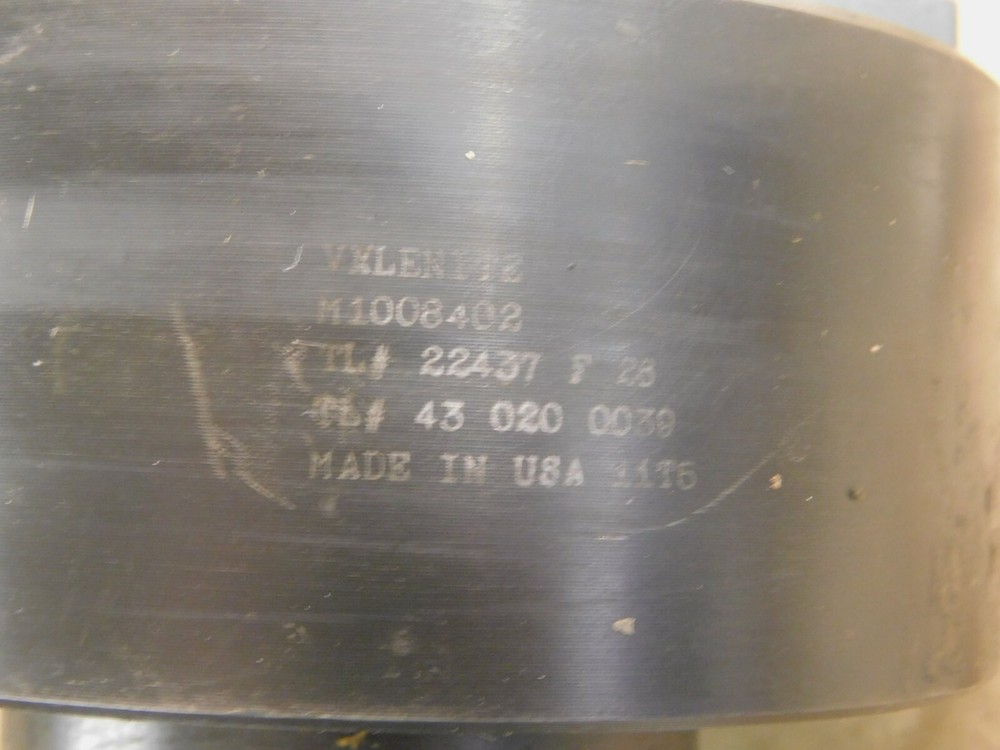 VALENITE
M1008402
TL# 22437 F 28
TL# 43 020 0039
MADE IN USA 11T5